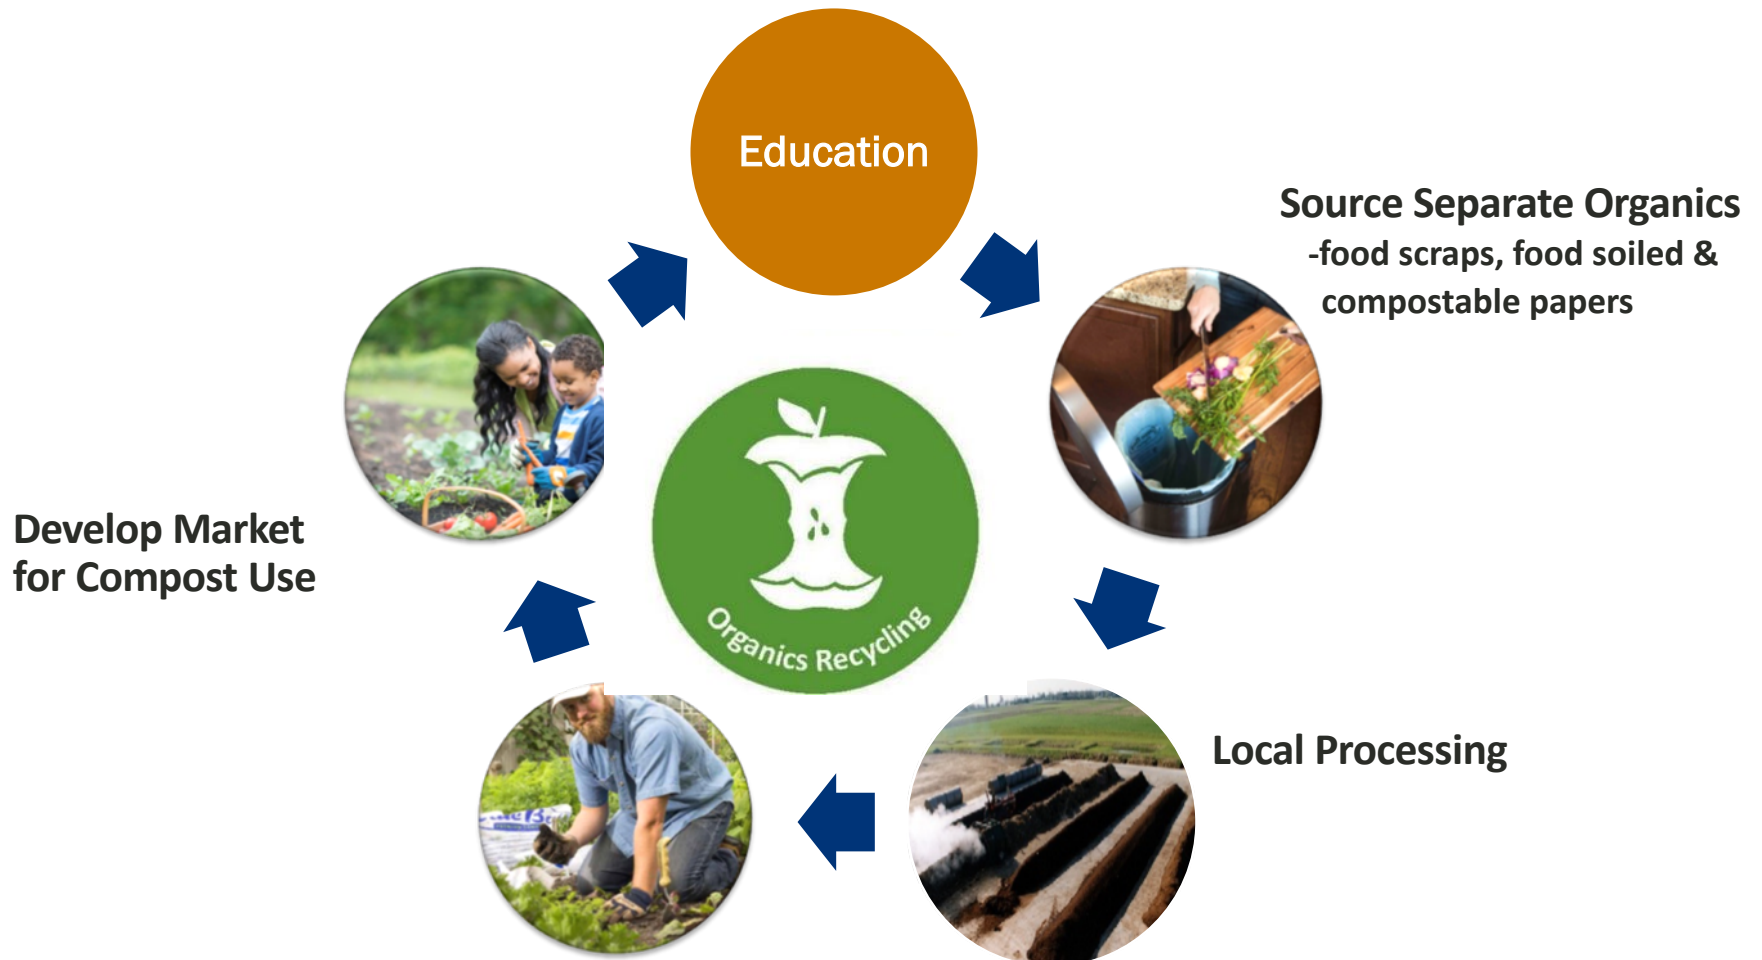 Education
Source Separate Organics
-food scraps, food soiled &
compostable papers
Develop Market
for Compost Use
Organics Recycling
Local Processing